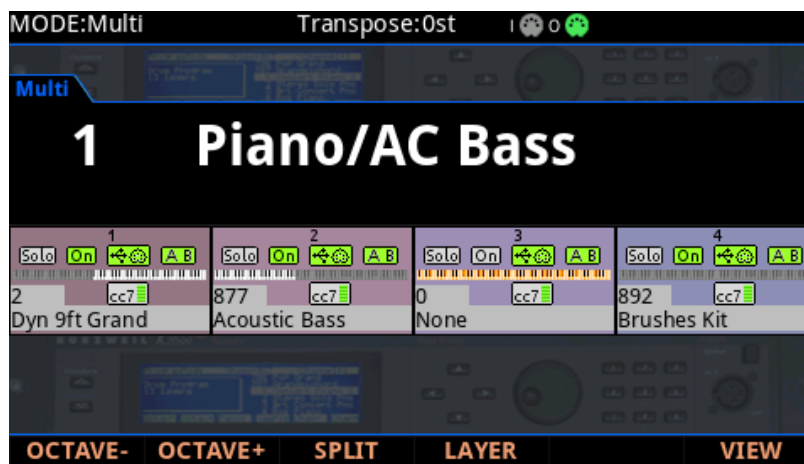 MODE:Multi Transpose:0st I O
Multi
1 Piano/AC Bass
1 2 3 4
Solo On A B Solo On A B Solo On A B Solo On A B
2 cc7 877 cc7 0 cc7 892 cc7
Dyn 9ft Grand Acoustic Bass None Brushes Kit
OCTAVE- OCTAVE+ SPLIT LAYER VIEW